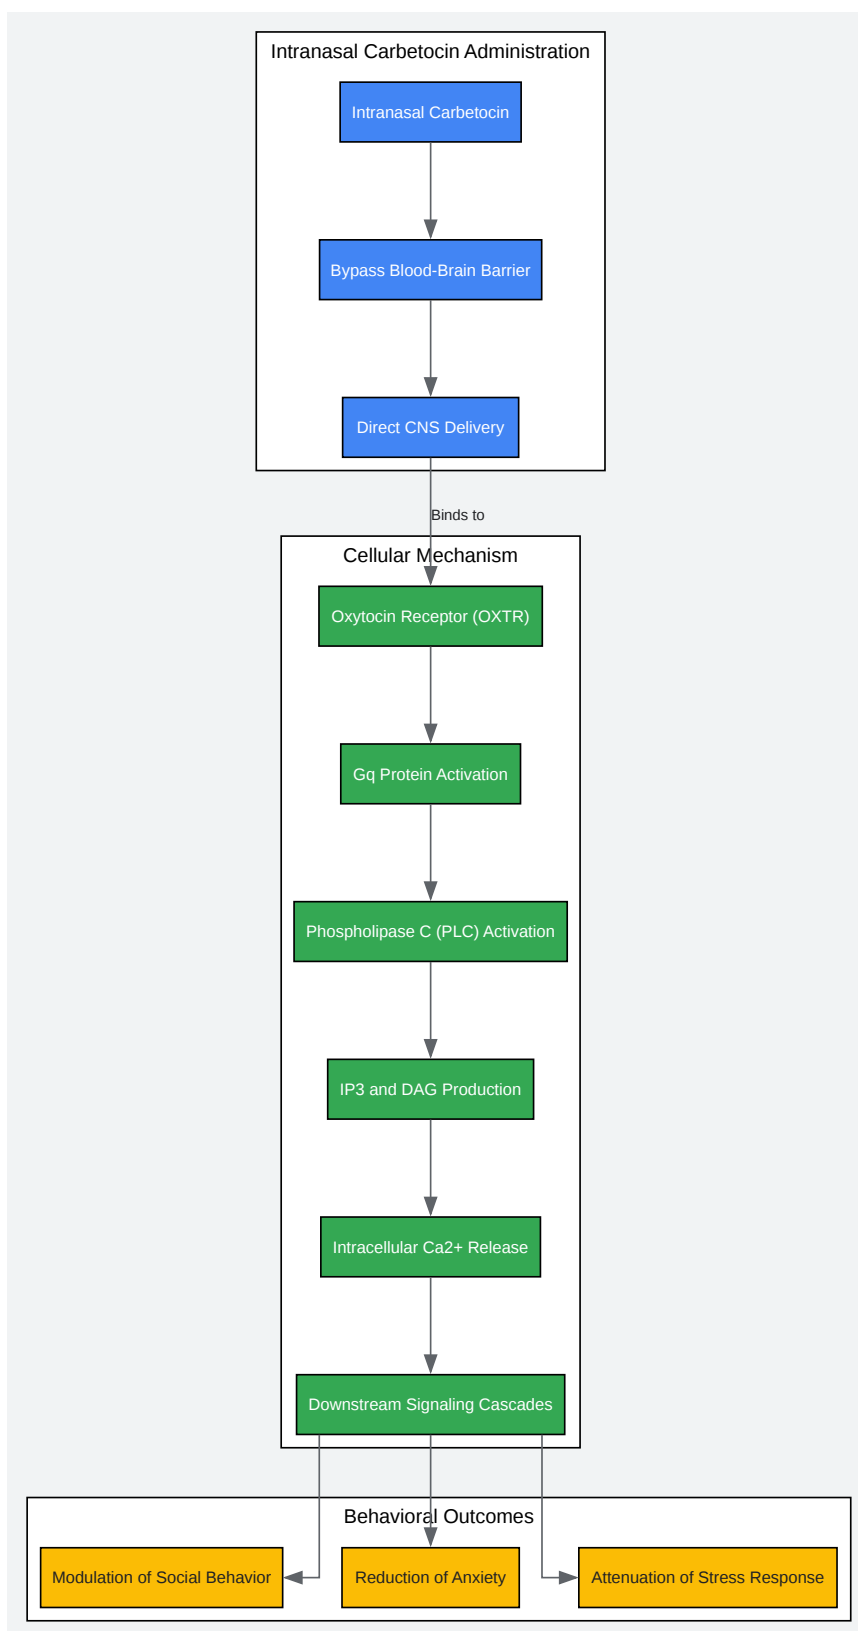 Intranasal Carbetocin Administration
Intranasal Carbetocin
Bypass Blood-Brain Barrier
Direct CNS Delivery
Binds to
Cellular Mechanism
Oxytocin Receptor (OXTR)
Gq Protein Activation
Phospholipase C (PLC) Activation
IP3 and DAG Production
Intracellular Ca2+ Release
Downstream Signaling Cascades
Behavioral Outcomes
Modulation of Social Behavior
Reduction of Anxiety
Attenuation of Stress Response